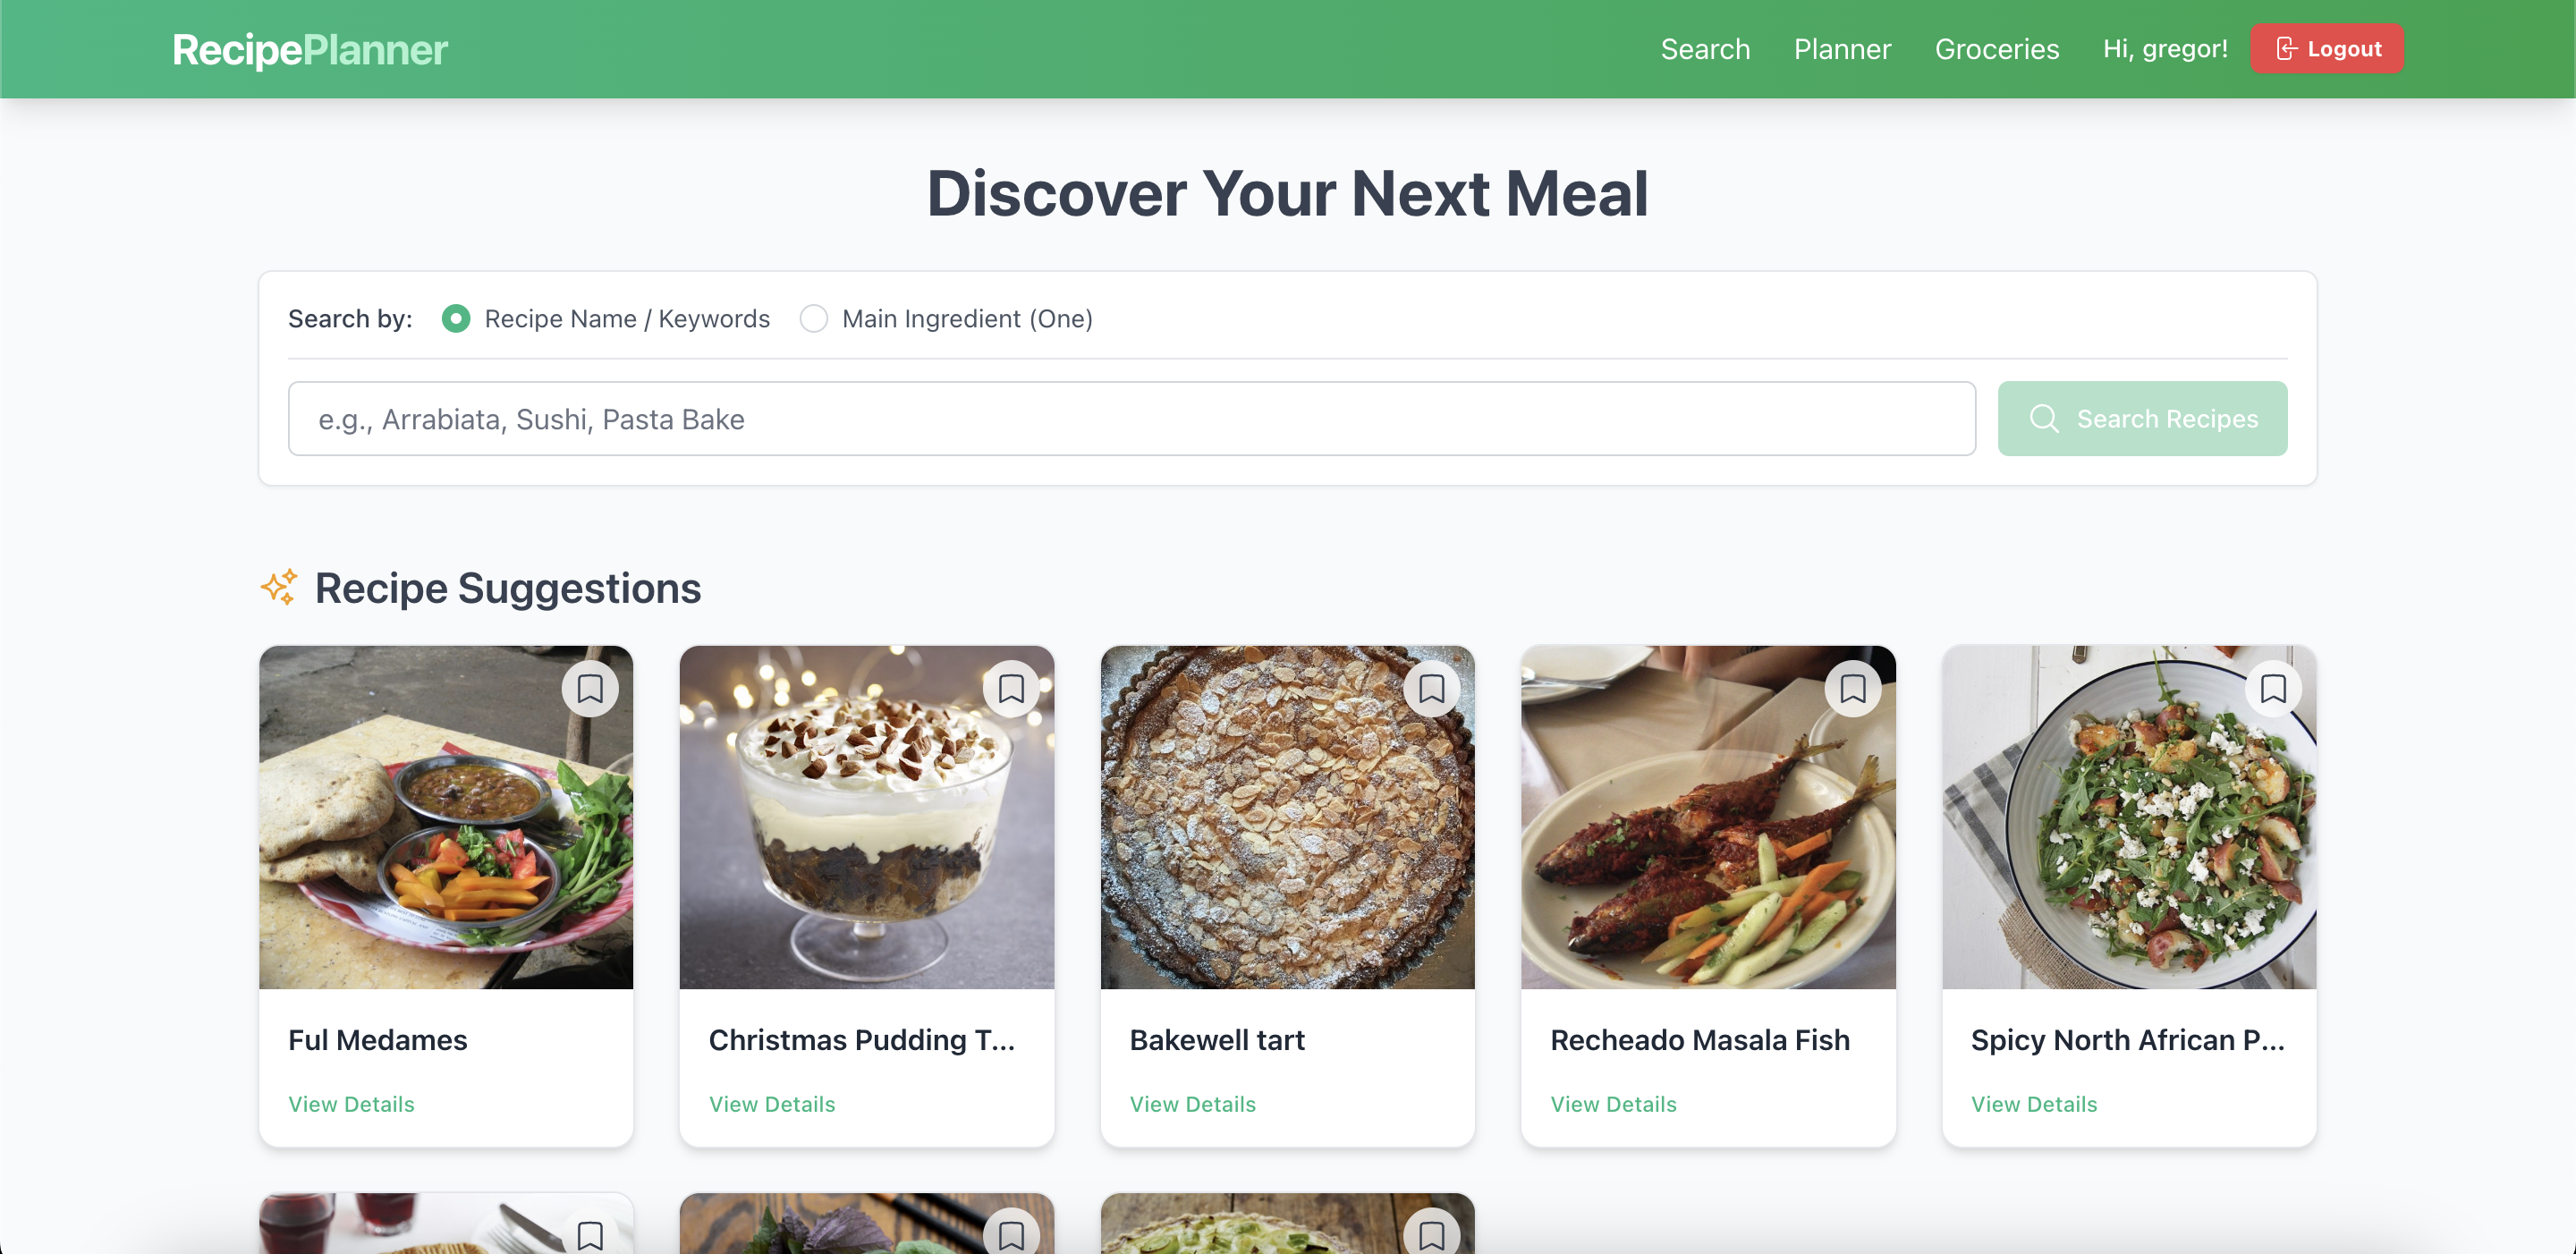 RecipePlanner
Search Planner Groceries Hi, gregor! Logout
Discover Your Next Meal
Search by: Recipe Name / Keywords Main Ingredient (One)
e.g., Arrabiata, Sushi, Pasta Bake
Search Recipes
Recipe Suggestions
Ful Medames
View Details
Christmas Pudding T...
View Details
Bakewell tart
View Details
Recheado Masala Fish
View Details
Spicy North African P...
View Details